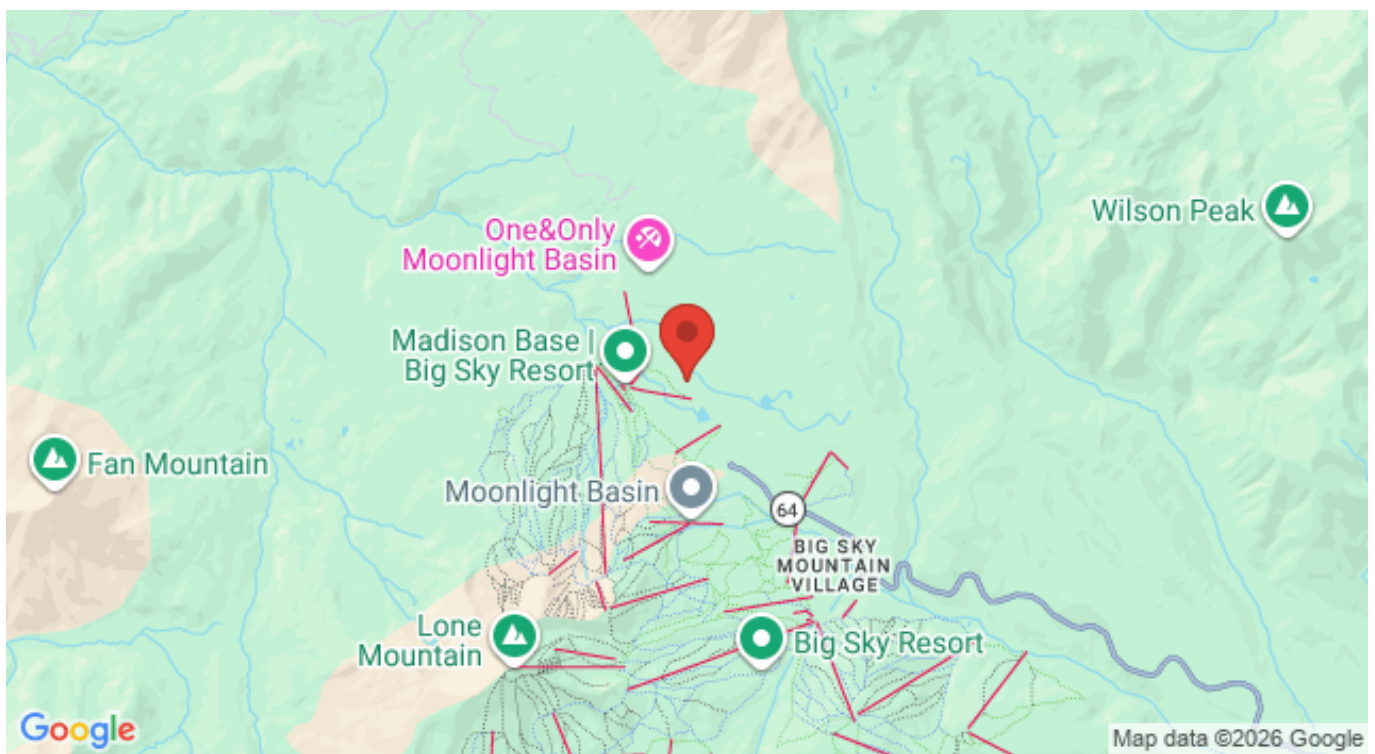 Wilson Peak
One&Only
Moonlight Basin
Madison Base |
Big Sky Resort
Fan Mountain
Moonlight Basin
64
BIG SKY
MOUNTAIN
VILLAGE
Lone
Mountain
Big Sky Resort
Google
Map data ©2026 Google